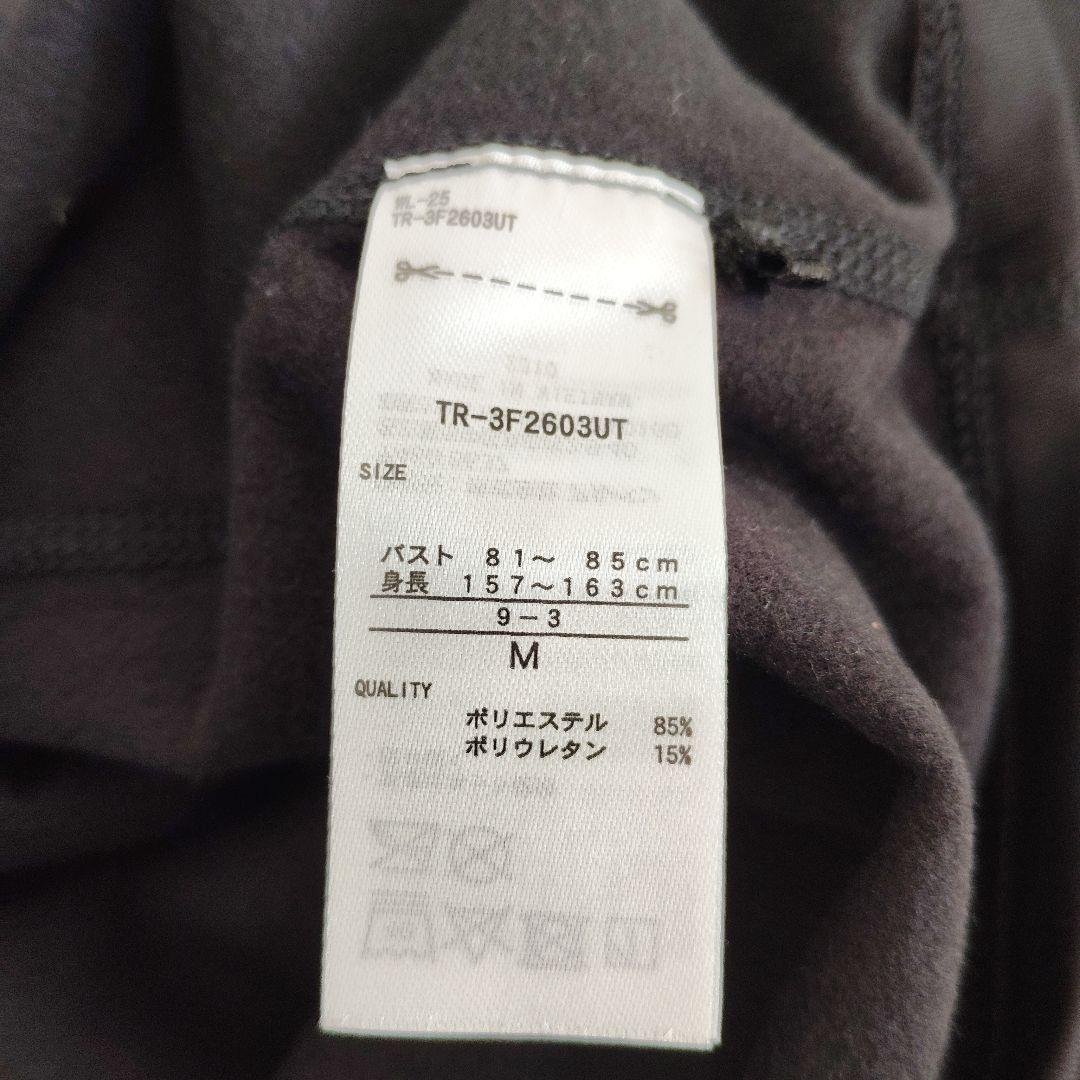 WL-25
TR-3F2603UT
TR-3F2603UT
SIZE
バスト 81～ 85cm
身長 157～163cm
9-3
M
QUALITY
ポリエステル 85%
ポリウレタン 15%